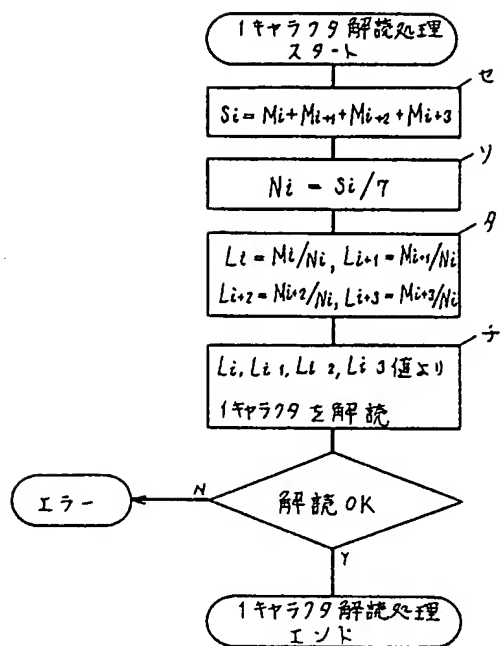 1キャラクタ解読処理
スタート
セ
Si = Mi+Mi+1+Mi+2+Mi+3
ソ
Ni = Si/7
タ
Li = Mi/Ni, Li+1 = Mi+1/Ni
Li+2 = Mi+2/Ni, Li+3 = Mi+3/Ni
チ
Li, Li 1, Li 2, Li 3 値より
1キャラクタを解読
エラー
N
解読OK
Y
1キャラクタ解読処理
エンド